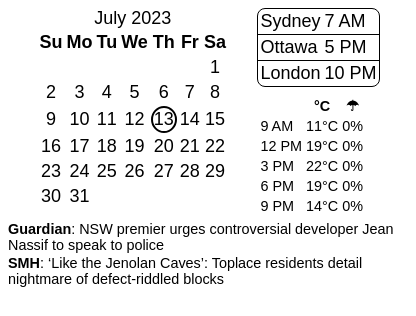 July 2023
Su Mo Tu We Th Fr Sa
1
2 3 4 5 6 7 8
9 10 11 12 13 14 15
16 17 18 19 20 21 22
23 24 25 26 27 28 29
30 31
Sydney 7 AM
Ottawa 5 PM
London 10 PM
°C ☂
9 AM 11°C 0%
12 PM 19°C 0%
3 PM 22°C 0%
6 PM 19°C 0%
9 PM 14°C 0%
Guardian: NSW premier urges controversial developer Jean
Nassif to speak to police
SMH: ‘Like the Jenolan Caves’: Toplace residents detail
nightmare of defect-riddled blocks